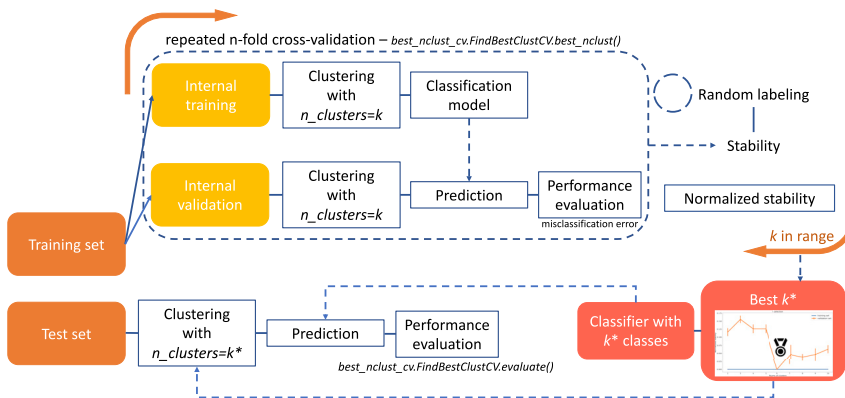 repeated n-fold cross-validation – best_nclust_cv.FindBestClustCV.best_nclust()
Internal
training
Clustering
with
n_clusters=k
Classification
model
Random labeling
Stability
Internal
validation
Clustering
with
n_clusters=k
Prediction
Performance
evaluation
misclassification error
Normalized stability
Training set
k in range
Test set
Clustering
with
n_clusters=k*
Prediction
Performance
evaluation
best_nclust_cv.FindBestClustCV.evaluate()
Classifier with
k* classes
Best k*